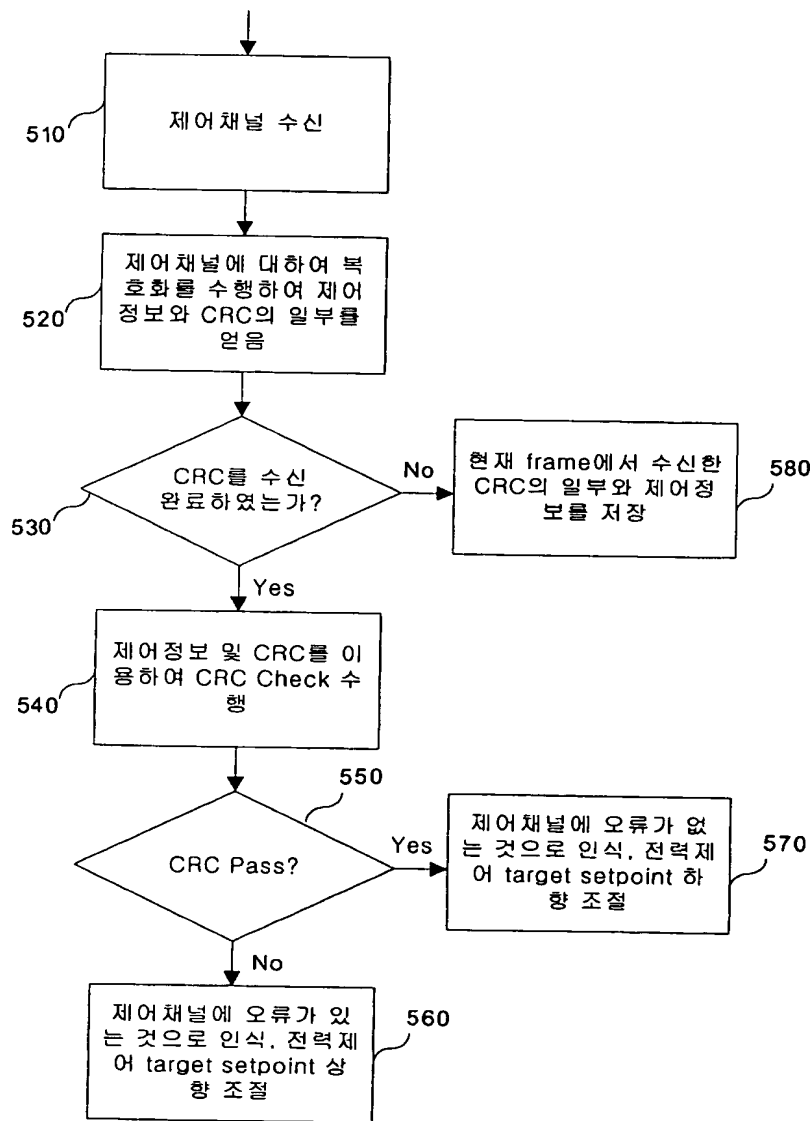 제어채널 수신
510
제어채널에 대하여 복
호화를 수행하여 제어
정보와 CRC의 일부를
얻음
520
CRC를 수신
완료하였는가?
530
No
현재 frame에서 수신한
CRC의 일부와 제어정
보를 저장
580
Yes
제어정보 및 CRC를 이
용하여 CRC Check 수
행
540
550
CRC Pass?
Yes
제어채널에 오류가 없
는 것으로 인식, 전력제
어 target setpoint 하
향 조절
570
No
제어채널에 오류가 있
는 것으로 인식, 전력제
어 target setpoint 상
향 조절
560